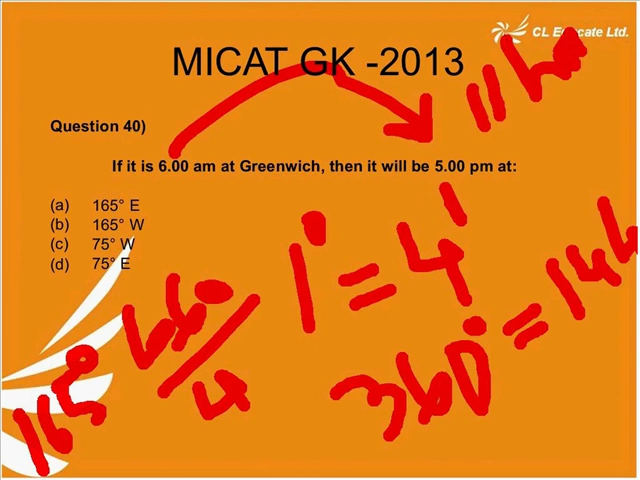 CL Educate Ltd.
MICAT GK -2013
11 hr
Question 40)
If it is 6.00 am at Greenwich, then it will be 5.00 pm at:
(a) 165° E
(b) 165° W
(c) 75° W
(d) 75° E
1° = 4'
660/4
360° =
165°